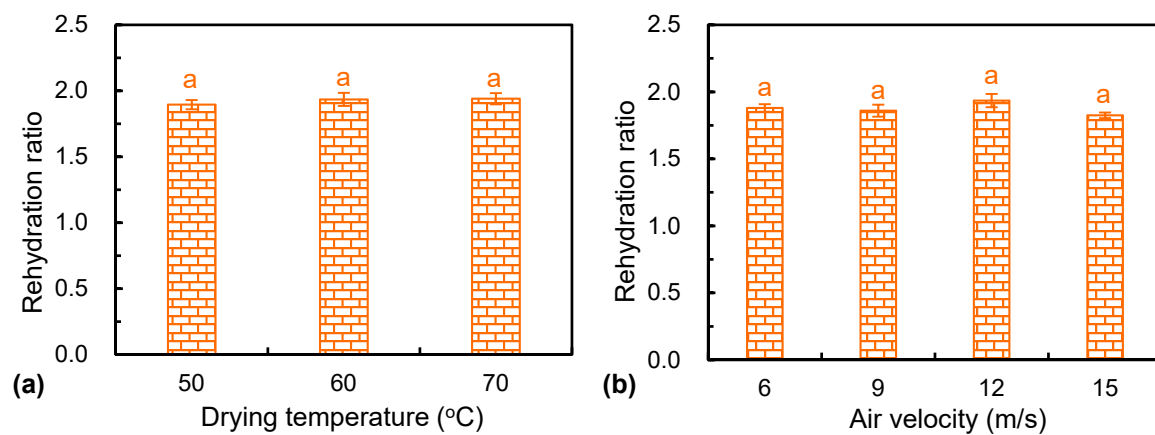 2.5
2.0
1.5
1.0
0.5
0.0
Rehydration ratio
a
a
a
50
60
70
(a)
Drying temperature (ºC)
2.5
2.0
1.5
1.0
0.5
0.0
Rehydration ratio
a
a
a
a
6
9
12
15
(b)
Air velocity (m/s)